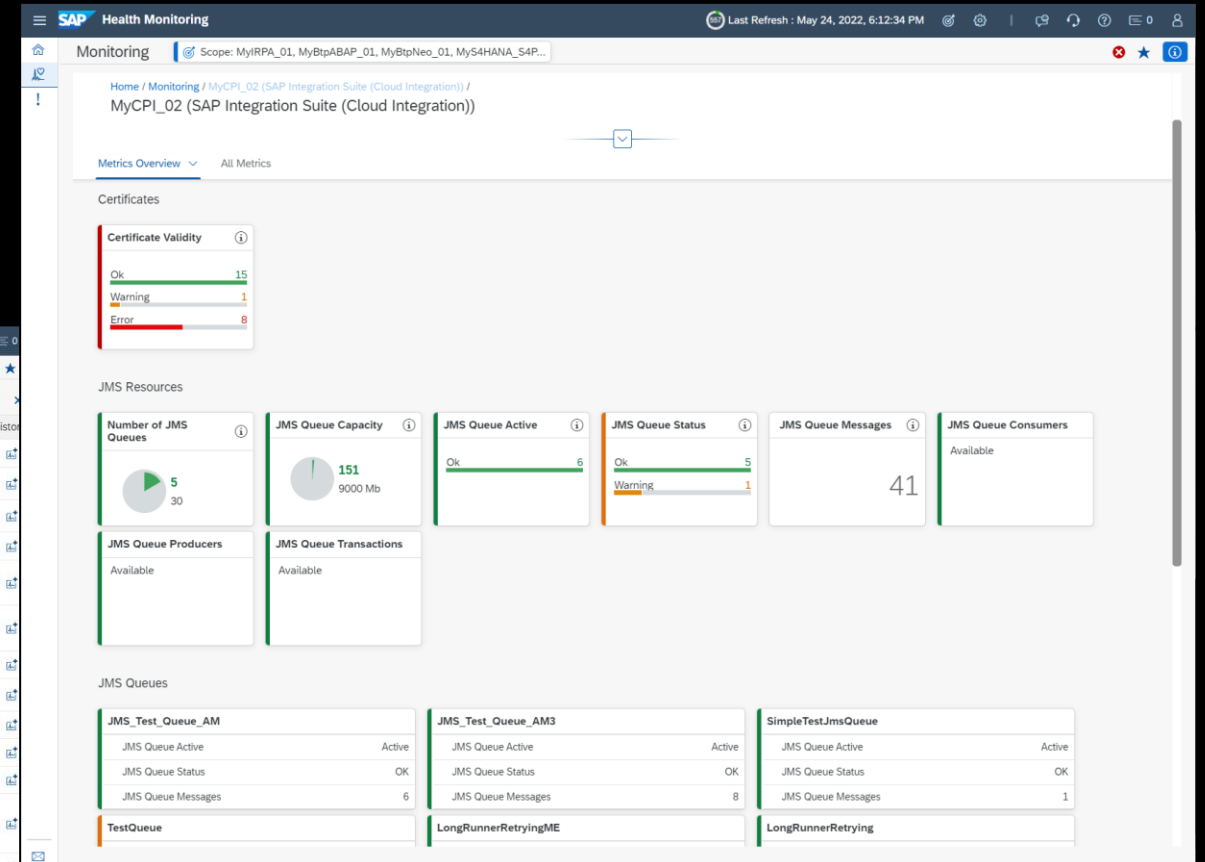 SAP Health Monitoring
557 Last Refresh : May 24, 2022, 6:12:34 PM
0
Monitoring
Scope: MyIRPA_01, MyBtpABAP_01, MyBtpNeo_01, MyS4HANA_S4P...
Home / Monitoring / MyCPI_02 (SAP Integration Suite (Cloud Integration)) /
MyCPI_02 (SAP Integration Suite (Cloud Integration))
Metrics Overview
All Metrics
Certificates
Certificate Validity
Ok 15
Warning 1
Error 8
JMS Resources
Number of JMS Queues
5
30
JMS Queue Capacity
151
9000 Mb
JMS Queue Active
Ok 6
JMS Queue Status
Ok 5
Warning 1
JMS Queue Messages
41
JMS Queue Consumers
Available
JMS Queue Producers
Available
JMS Queue Transactions
Available
JMS Queues
JMS_Test_Queue_AM
JMS Queue Active Active
JMS Queue Status OK
JMS Queue Messages 6
JMS_Test_Queue_AM3
JMS Queue Active Active
JMS Queue Status OK
JMS Queue Messages 8
SimpleTestJmsQueue
JMS Queue Active Active
JMS Queue Status OK
JMS Queue Messages 1
TestQueue
LongRunnerRetryingME
LongRunnerRetrying
0
istor